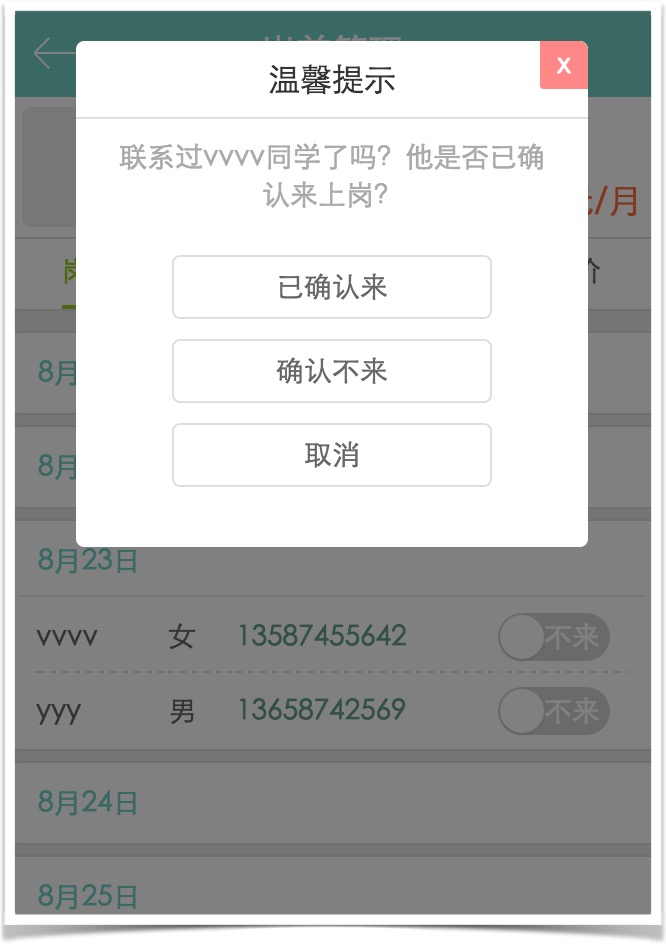 温馨提示
x
联系过vvvv同学了吗？他是否已确
认来上岗？
/月
已确认来
确认不来
取消
8月
8月
8月23日
vvvv 女 13587455642 不来
yyy 男 13658742569 不来
8月24日
8月25日